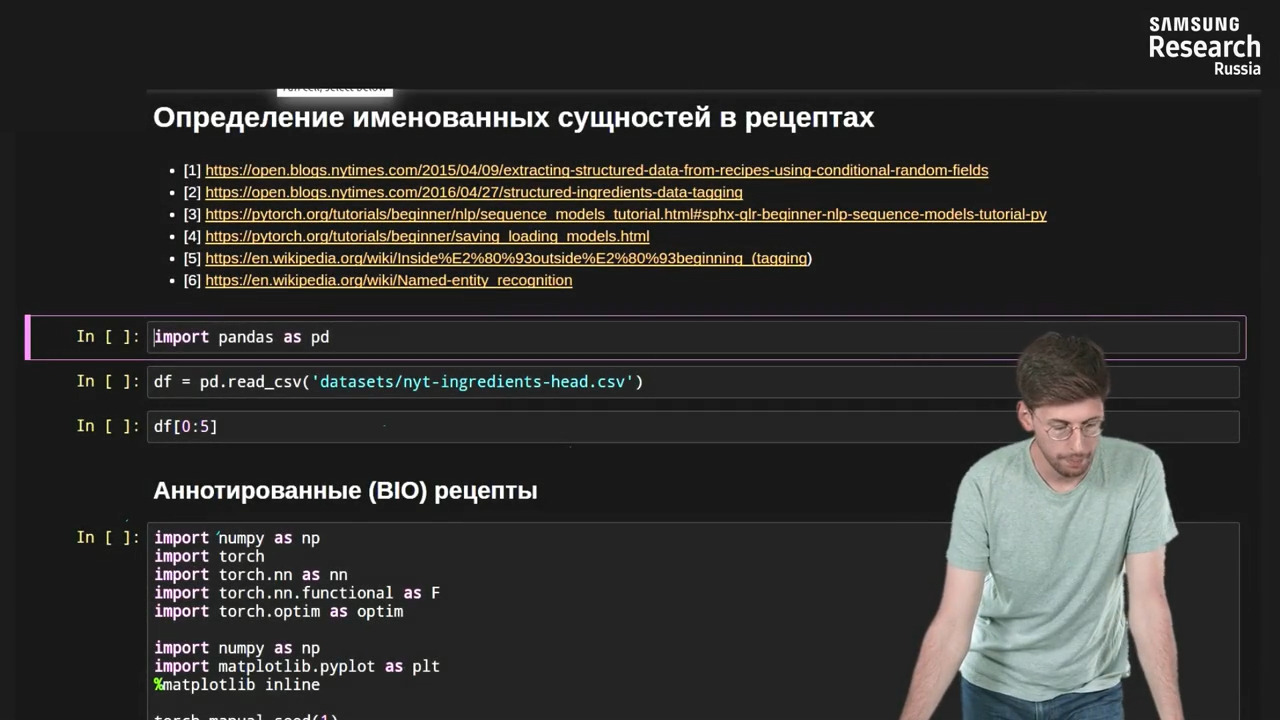 SAMSUNG
Research
Russia
Run cell, select below
Определение именованных сущностей в рецептах
[1] https://open.blogs.nytimes.com/2015/04/09/extracting-structured-data-from-recipes-using-conditional-random-fields
[2] https://open.blogs.nytimes.com/2016/04/27/structured-ingredients-data-tagging
[3] https://pytorch.org/tutorials/beginner/nlp/sequence_models_tutorial.html#sphx-glr-beginner-nlp-sequence-models-tutorial-py
[4] https://pytorch.org/tutorials/beginner/saving_loading_models.html
[5] https://en.wikipedia.org/wiki/Inside%E2%80%93outside%E2%80%93beginning_(tagging)
[6] https://en.wikipedia.org/wiki/Named-entity_recognition
In [ ]: import pandas as pd
In [ ]: df = pd.read_csv('datasets/nyt-ingredients-head.csv')
In [ ]: df[0:5]
Аннотированные (BIO) рецепты
In [ ]: import numpy as np
import torch
import torch.nn as nn
import torch.nn.functional as F
import torch.optim as optim
import numpy as np
import matplotlib.pyplot as plt
%matplotlib inline
torch.manual_seed(1)